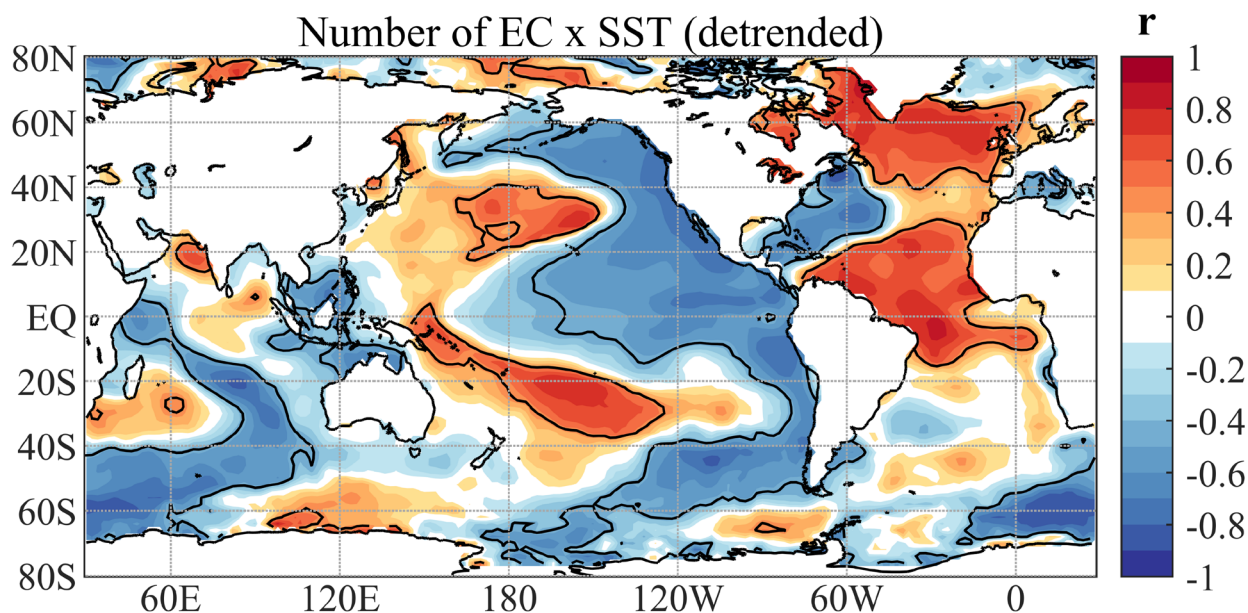 Number of EC x SST (detrended)
r
80N
60N
40N
20N
EQ
20S
40S
60S
80S
60E
120E
180
120W
60W
0
1
0.8
0.6
0.4
0.2
0
-0.2
-0.4
-0.6
-0.8
-1